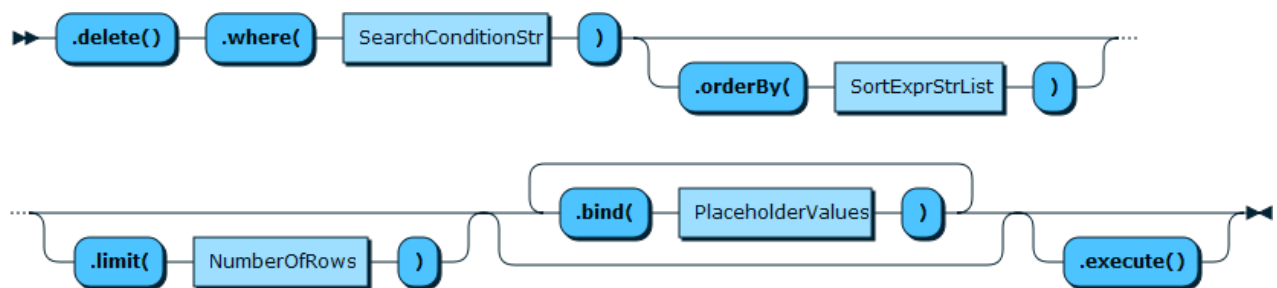 .delete() .where( SearchConditionStr )
.orderBy( SortExprStrList )
.bind( PlaceholderValues )
.limit( NumberOfRows ) .execute()